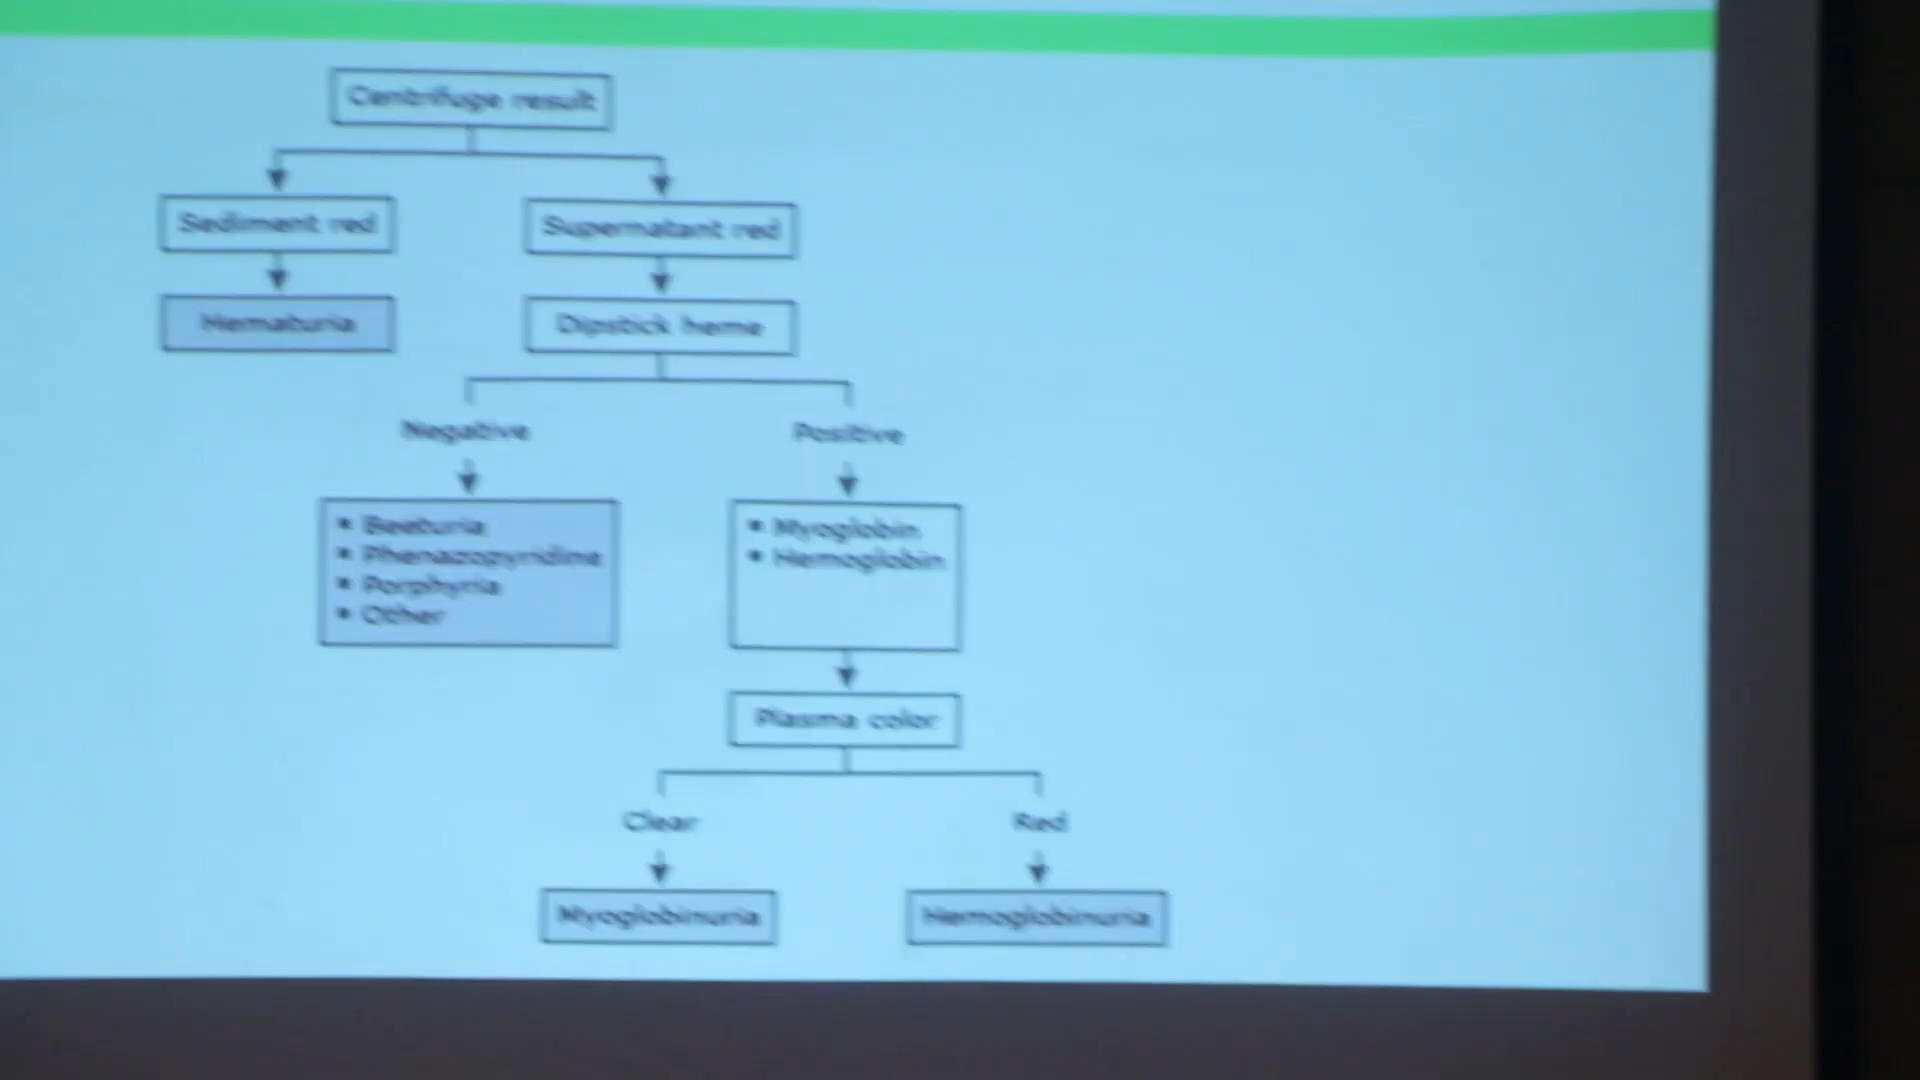 Centrifuge result
Sediment red
Supernatant red
Hematuria
Dipstick heme
Negative
Positive
▪ Beeturia
▪ Phenazopyridine
▪ Porphyria
▪ Other
▪ Myoglobin
▪ Hemoglobin
Plasma color
Clear
Red
Myoglobinuria
Hemoglobinuria